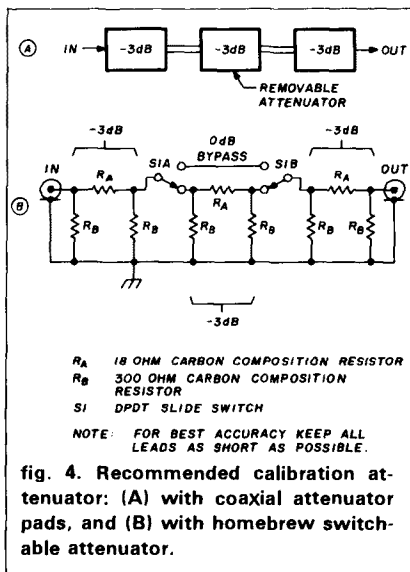 A IN -3dB -3dB -3dB OUT
REMOVABLE
ATTENUATOR
-3dB 0dB -3dB
BYPASS
IN S1A S1B OUT
RA RA RA
B RB RB RB RB RB RB
-3dB
RA 18 OHM CARBON COMPOSITION RESISTOR
RB 300 OHM CARBON COMPOSITION
RESISTOR
S1 DPDT SLIDE SWITCH
NOTE: FOR BEST ACCURACY KEEP ALL
LEADS AS SHORT AS POSSIBLE.
fig. 4. Recommended calibration at-
tenuator: (A) with coaxial attenuator
pads, and (B) with homebrew switch-
able attenuator.